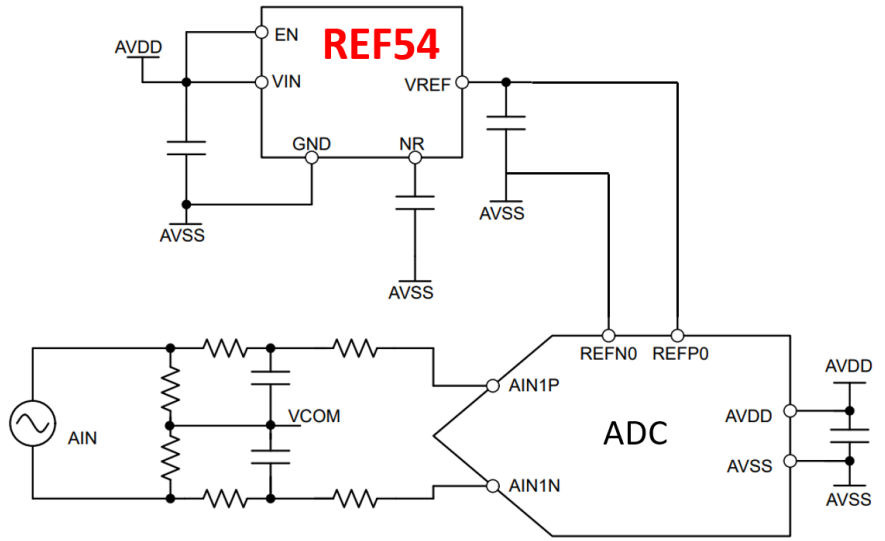 REF54
EN
AVDD
VIN
VREF
GND
NR
AVSS
AVSS
AVSS
REFN0
REFP0
AIN1P
AVDD
VCOM
AVDD
AIN
ADC
AVSS
AIN1N
AVSS